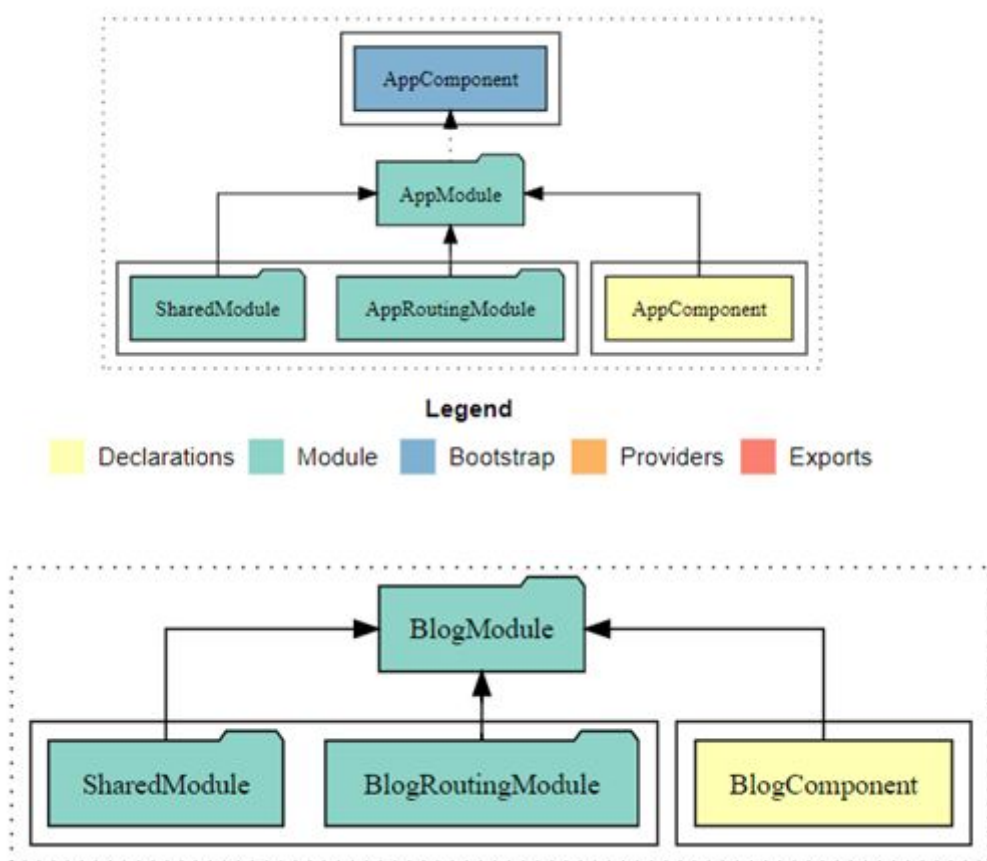 AppComponent
AppModule
SharedModule AppRoutingModule AppComponent
Legend
Declarations Module Bootstrap Providers Exports
BlogModule
SharedModule BlogRoutingModule BlogComponent